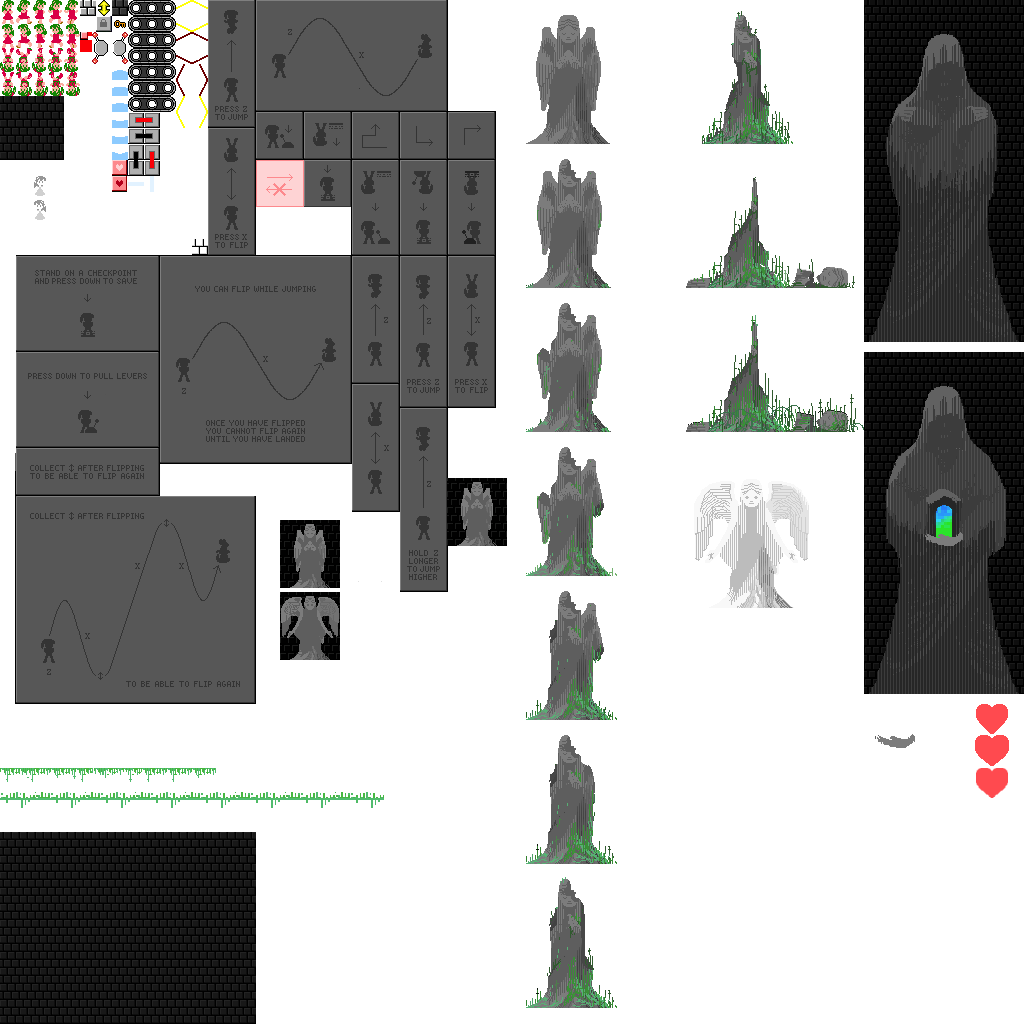 PRESS Z
TO JUMP
PRESS X
TO FLIP
STAND ON A CHECKPOINT
AND PRESS DOWN TO SAVE
PRESS DOWN TO PULL LEVERS
COLLECT ↕ AFTER FLIPPING
TO BE ABLE TO FLIP AGAIN
YOU CAN FLIP WHILE JUMPING
Z
X
Z
X
ONCE YOU HAVE FLIPPED
YOU CANNOT FLIP AGAIN
UNTIL YOU HAVE LANDED
Z
X
Z
PRESS Z
TO JUMP
X
PRESS X
TO FLIP
Z
HOLD Z
LONGER
TO JUMP
HIGHER
COLLECT ↕ AFTER FLIPPING
X
X
X
Z
TO BE ABLE TO FLIP AGAIN